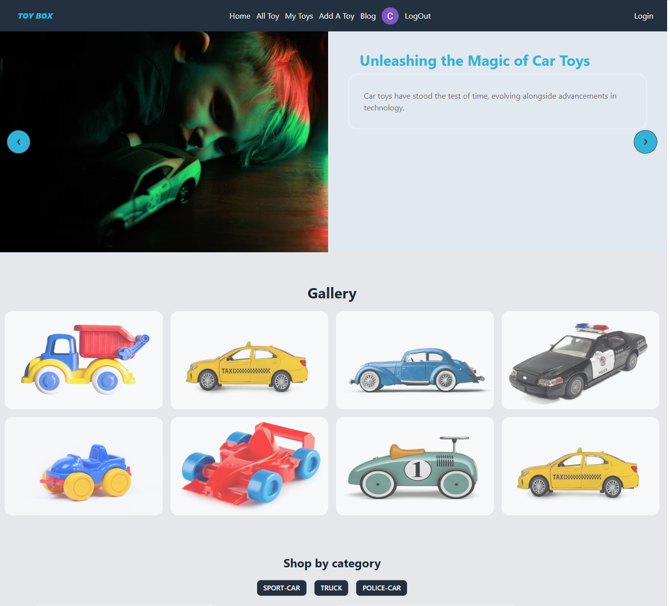 TOY BOX
Home All Toy My Toys Add A Toy Blog C LogOut
Login
Unleashing the Magic of Car Toys
Car toys have stood the test of time, evolving alongside advancements in
technology.
❮
❯
Gallery
TAXI
1
TAXI
Shop by category
SPORT-CAR TRUCK POLICE-CAR